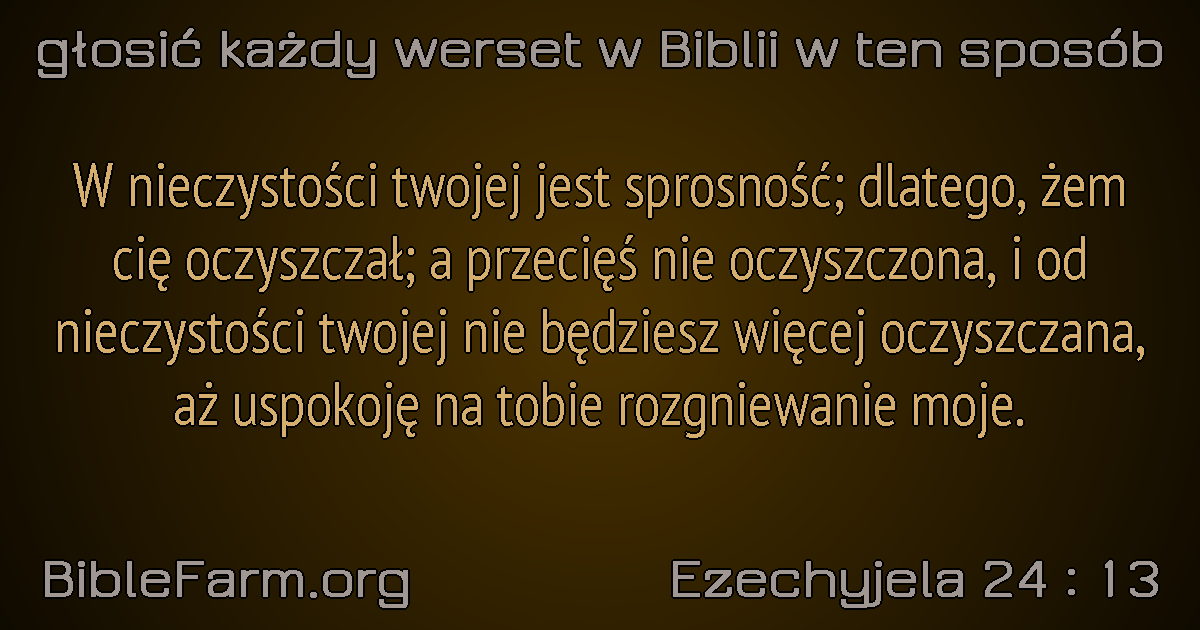 głosić każdy werset w Biblii w ten sposób
W nieczystości twojej jest sprosność; dlatego, żem
cię oczyszczał; a przecięś nie oczyszczona, i od
nieczystości twojej nie będziesz więcej oczyszczana,
aż uspokoję na tobie rozgniewanie moje.
BibleFarm.org
Ezechyjela 24 : 13